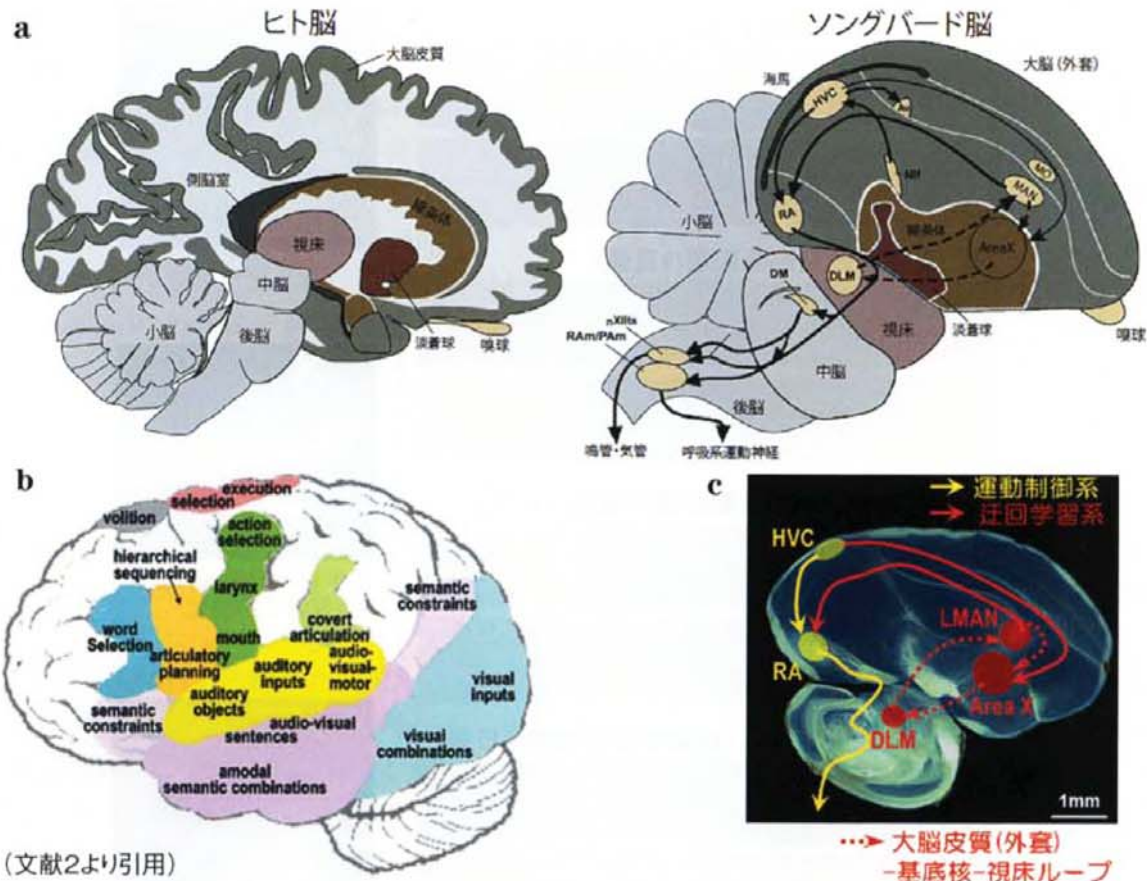 a
ヒト脳
大脳皮質
側脳室
線条体
視床
中脳
小脳
後脳
淡蒼球
嗅球
ソングバード脳
海馬
大脳(外套)
HVC
Av
NIf
MO
MAN
RA
小脳
線条体
AreaX
DLM
DM
視床
淡蒼球
嗅球
nXIIts
RAm/PAm
中脳
後脳
鳴管・気管
呼吸系運動神経
b
volition
selection
execution
action
selection
hierarchical
sequencing
larynx
semantic
constraints
word
Selection
mouth
covert
articulation
articulatory
planning
auditory
inputs
audio-
visual-
motor
visual
inputs
auditory
objects
semantic
constraints
audio-visual
sentences
visual
combinations
amodal
semantic combinations
(文献2より引用)
c
運動制御系
迂回学習系
HVC
LMAN
RA
Area X
DLM
1mm
大脳皮質(外套)
-基底核-視床ループ